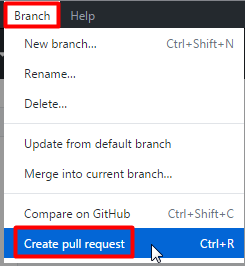 Branch Help
New branch... Ctrl+Shift+N
Rename...
Delete...
Update from default branch
Merge into current branch...
Compare on GitHub Ctrl+Shift+C
Create pull request Ctrl+R